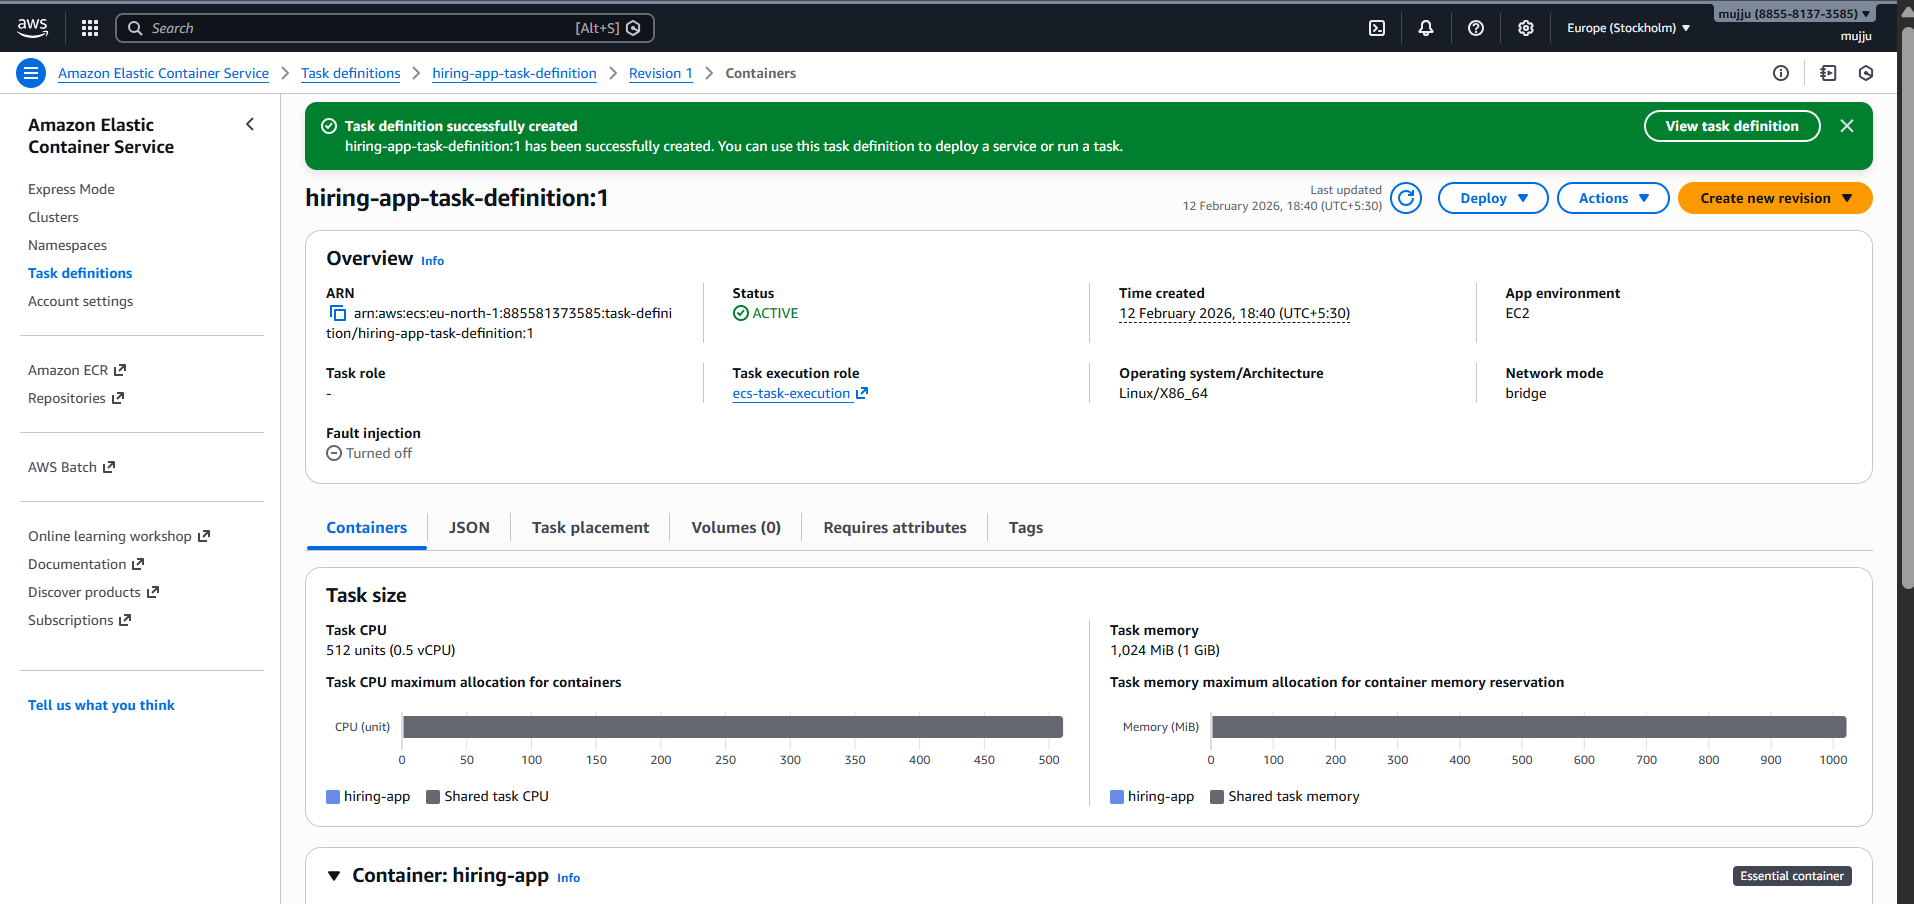 aws
Search
[Alt+S]
Europe (Stockholm)
mujju (8855-8137-3585)
mujju
Amazon Elastic Container Service
Task definitions
hiring-app-task-definition
Revision 1
Containers
Amazon Elastic
Container Service
Express Mode
Clusters
Namespaces
Task definitions
Account settings
Amazon ECR
Repositories
AWS Batch
Online learning workshop
Documentation
Discover products
Subscriptions
Tell us what you think
Task definition successfully created
hiring-app-task-definition:1 has been successfully created. You can use this task definition to deploy a service or run a task.
View task definition
hiring-app-task-definition:1
Last updated
12 February 2026, 18:40 (UTC+5:30)
Deploy
Actions
Create new revision
Overview Info
ARN
arn:aws:ecs:eu-north-1:885581373585:task-defini
tion/hiring-app-task-definition:1
Status
ACTIVE
Time created
12 February 2026, 18:40 (UTC+5:30)
App environment
EC2
Task role
-
Task execution role
ecs-task-execution
Operating system/Architecture
Linux/X86_64
Network mode
bridge
Fault injection
Turned off
Containers
JSON
Task placement
Volumes (0)
Requires attributes
Tags
Task size
Task CPU
512 units (0.5 vCPU)
Task CPU maximum allocation for containers
CPU (unit)
0 50 100 150 200 250 300 350 400 450 500
hiring-app Shared task CPU
Task memory
1,024 MiB (1 GiB)
Task memory maximum allocation for container memory reservation
Memory (MiB)
0 100 200 300 400 500 600 700 800 900 1000
hiring-app Shared task memory
Container: hiring-app Info
Essential container